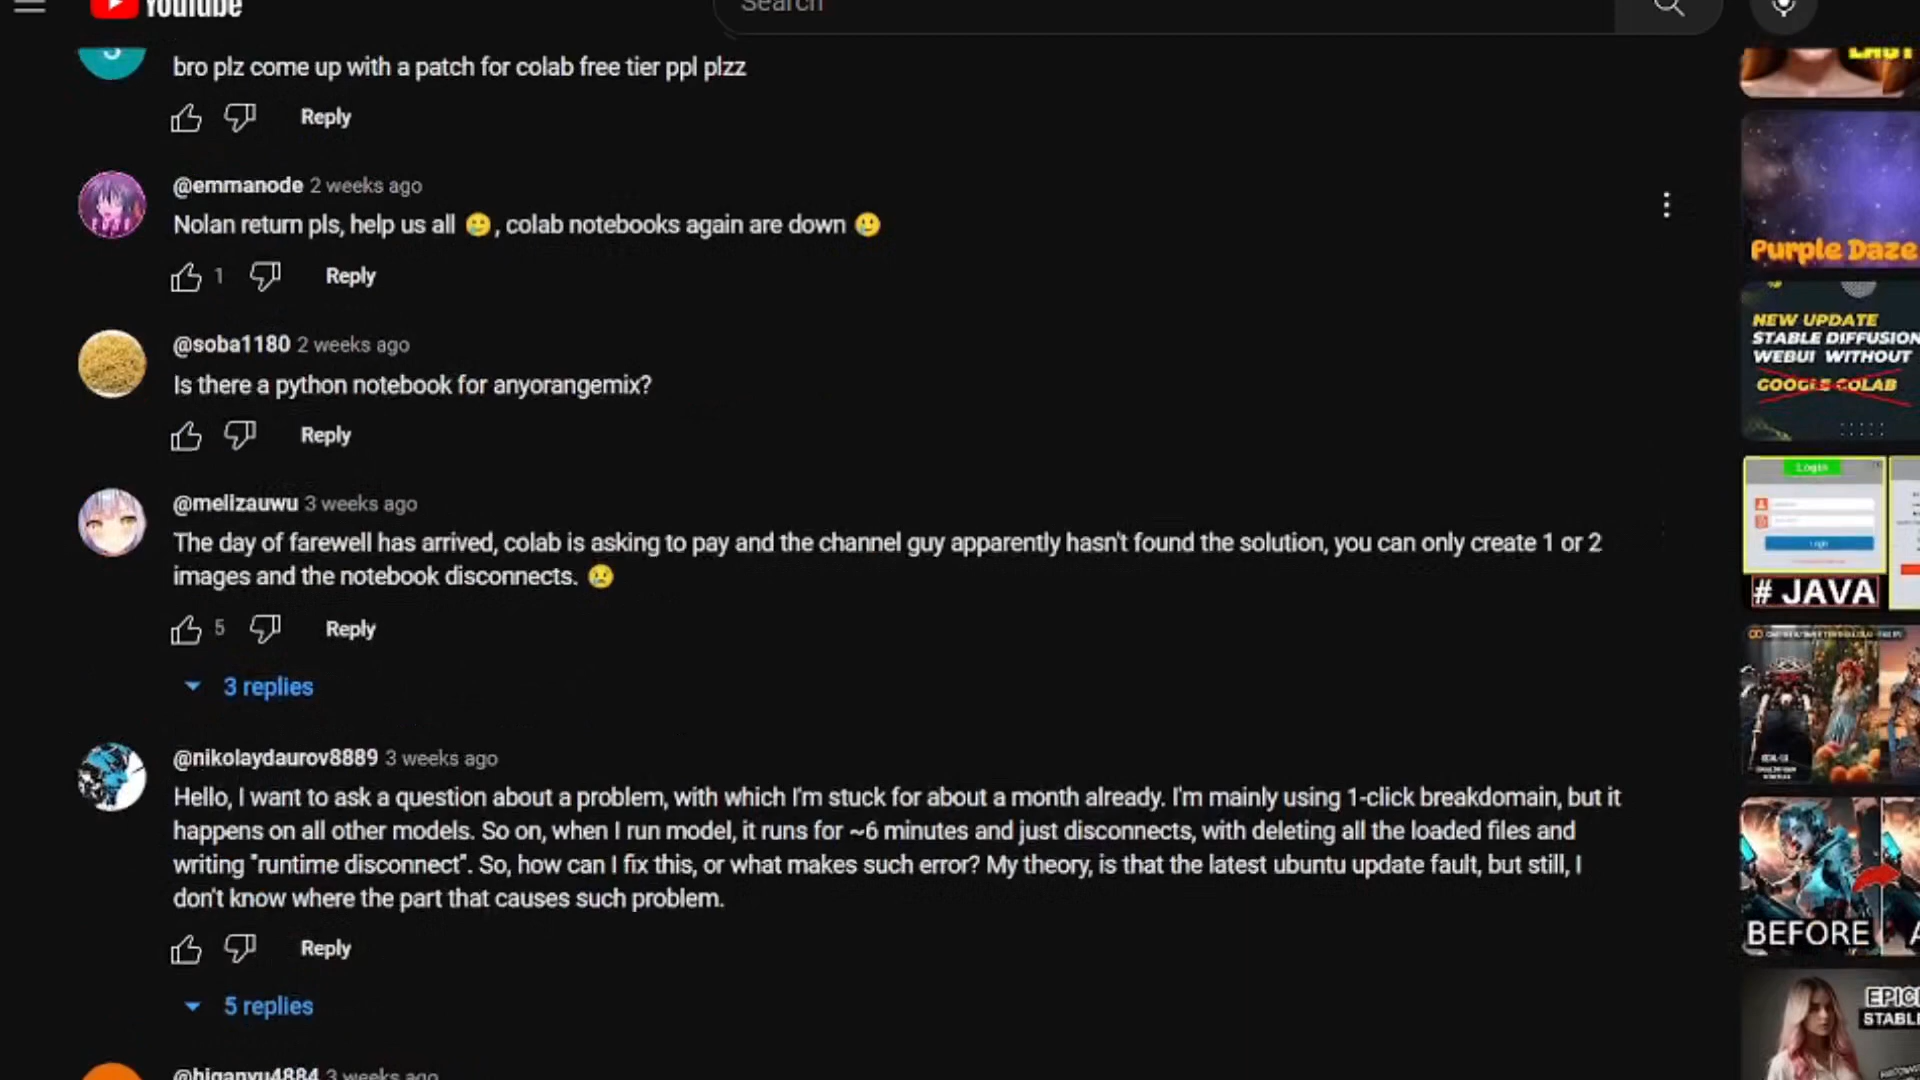 YouTube
Search
bro plz come up with a patch for colab free tier ppl plzz
Reply
@emmanode 2 weeks ago
Nolan return pls, help us all 🥲, colab notebooks again are down 🥲
1 Reply
@soba1180 2 weeks ago
Is there a python notebook for anyorangemix?
Reply
@melizauwu 3 weeks ago
The day of farewell has arrived, colab is asking to pay and the channel guy apparently hasn't found the solution, you can only create 1 or 2
images and the notebook disconnects. 😢
5 Reply
3 replies
@nikolaydaurov8889 3 weeks ago
Hello, I want to ask a question about a problem, with which I'm stuck for about a month already. I'm mainly using 1-click breakdomain, but it
happens on all other models. So on, when I run model, it runs for ~6 minutes and just disconnects, with deleting all the loaded files and
writing "runtime disconnect". So, how can I fix this, or what makes such error? My theory, is that the latest ubuntu update fault, but still, I
don't know where the part that causes such problem.
Reply
5 replies
@higanyu4884 3 weeks ago
Purple Daze
NEW UPDATE
STABLE DIFFUSION
WEBUI WITHOUT
GOOGLE COLAB
Login
Login
# JAVA
BEFORE
EPIC
STABLE